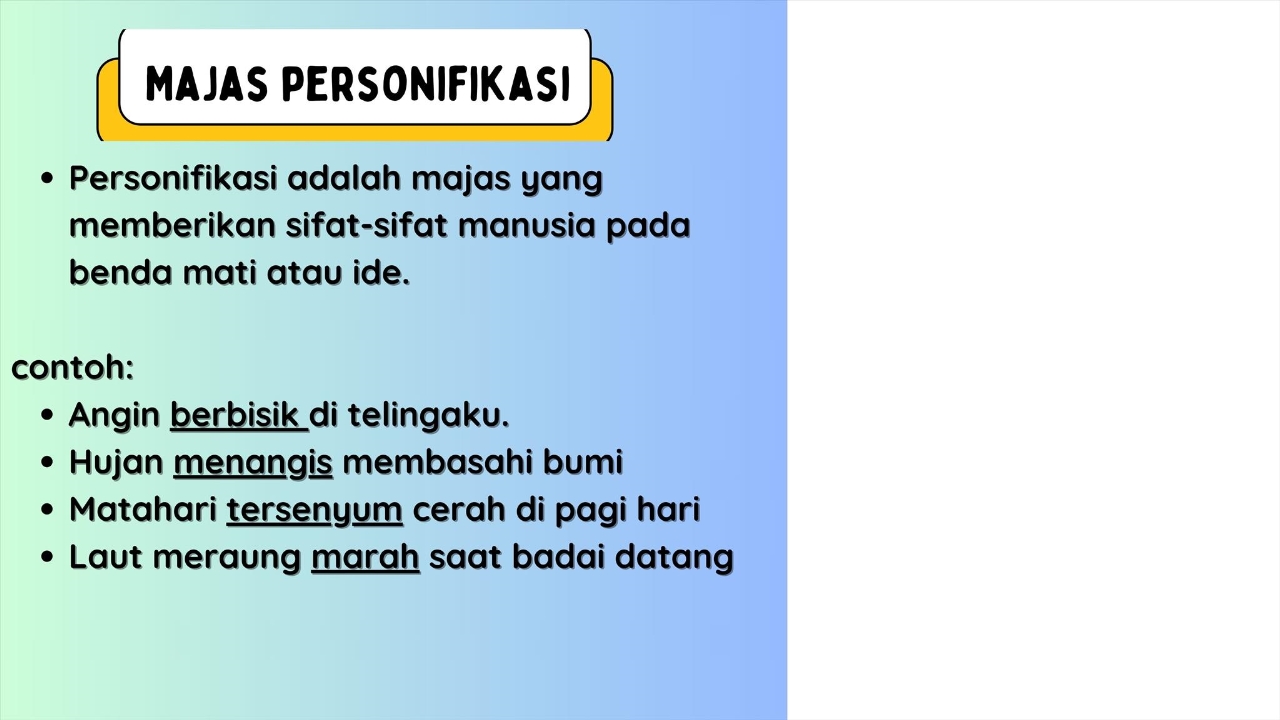 MAJAS PERSONIFIKASI
• Personifikasi adalah majas yang
memberikan sifat-sifat manusia pada
benda mati atau ide.
contoh:
• Angin berbisik di telingaku.
• Hujan menangis membasahi bumi
• Matahari tersenyum cerah di pagi hari
• Laut meraung marah saat badai datang